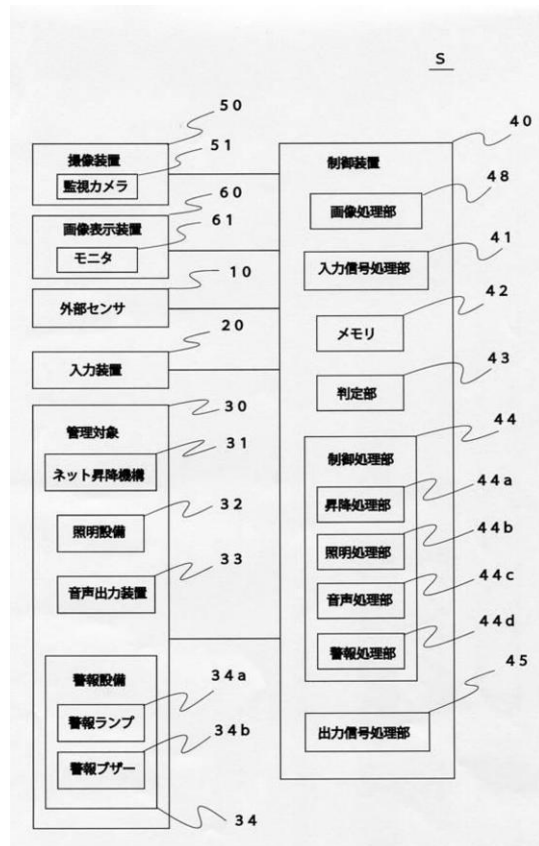 S
50
撮像装置
51
監視カメラ
60
画像表示装置
61
モニタ
10
外部センサ
20
入力装置
30
管理対象
31
ネット昇降機構
32
照明設備
33
音声出力装置
警報設備
34a
警報ランプ
34b
警報ブザー
34
40
制御装置
48
画像処理部
41
入力信号処理部
42
メモリ
43
判定部
44
制御処理部
44a
昇降処理部
44b
照明処理部
44c
音声処理部
44d
警報処理部
45
出力信号処理部